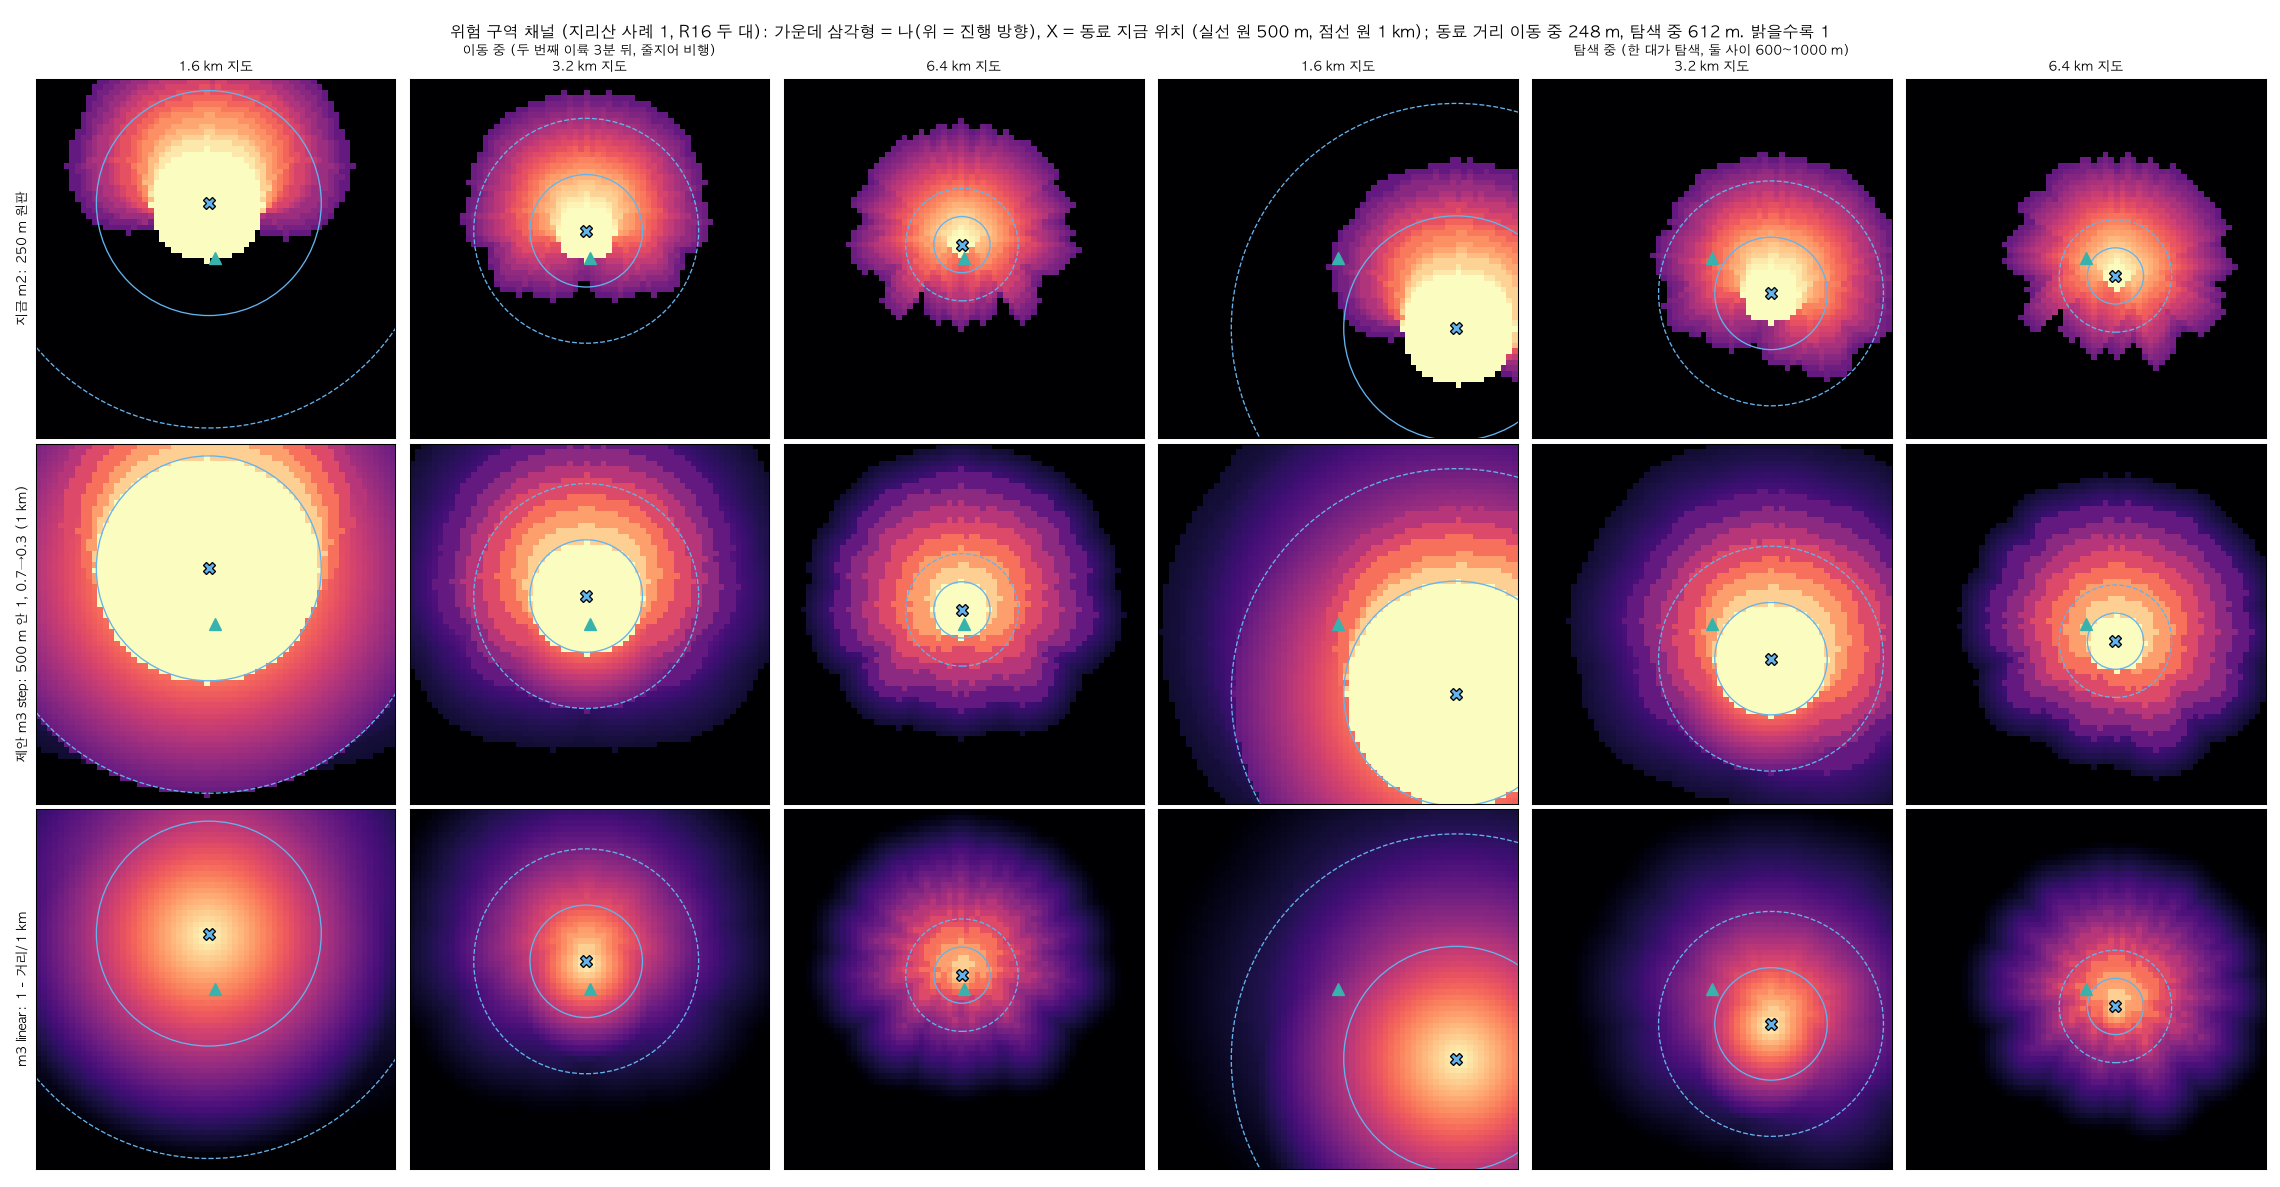 위험 구역 채널 (지리산 사례 1, R16 두 대): 가운데 삼각형 = 나(위 = 진행 방향), X = 동료 지금 위치 (실선 원 500 m, 점선 원 1 km); 동료 거리 이동 중 248 m, 탐색 중 612 m. 밝을수록 1
이동 중 (두 번째 이륙 3분 뒤, 줄지어 비행)
탐색 중 (한 대가 탐색, 둘 사이 600~1000 m)
1.6 km 지도
3.2 km 지도
6.4 km 지도
1.6 km 지도
3.2 km 지도
6.4 km 지도
지금 m2: 250 m 원판
제안 m3 step: 500 m 안 1, 0.7→0.3 (1 km)
m3 linear: 1 - 거리/1 km